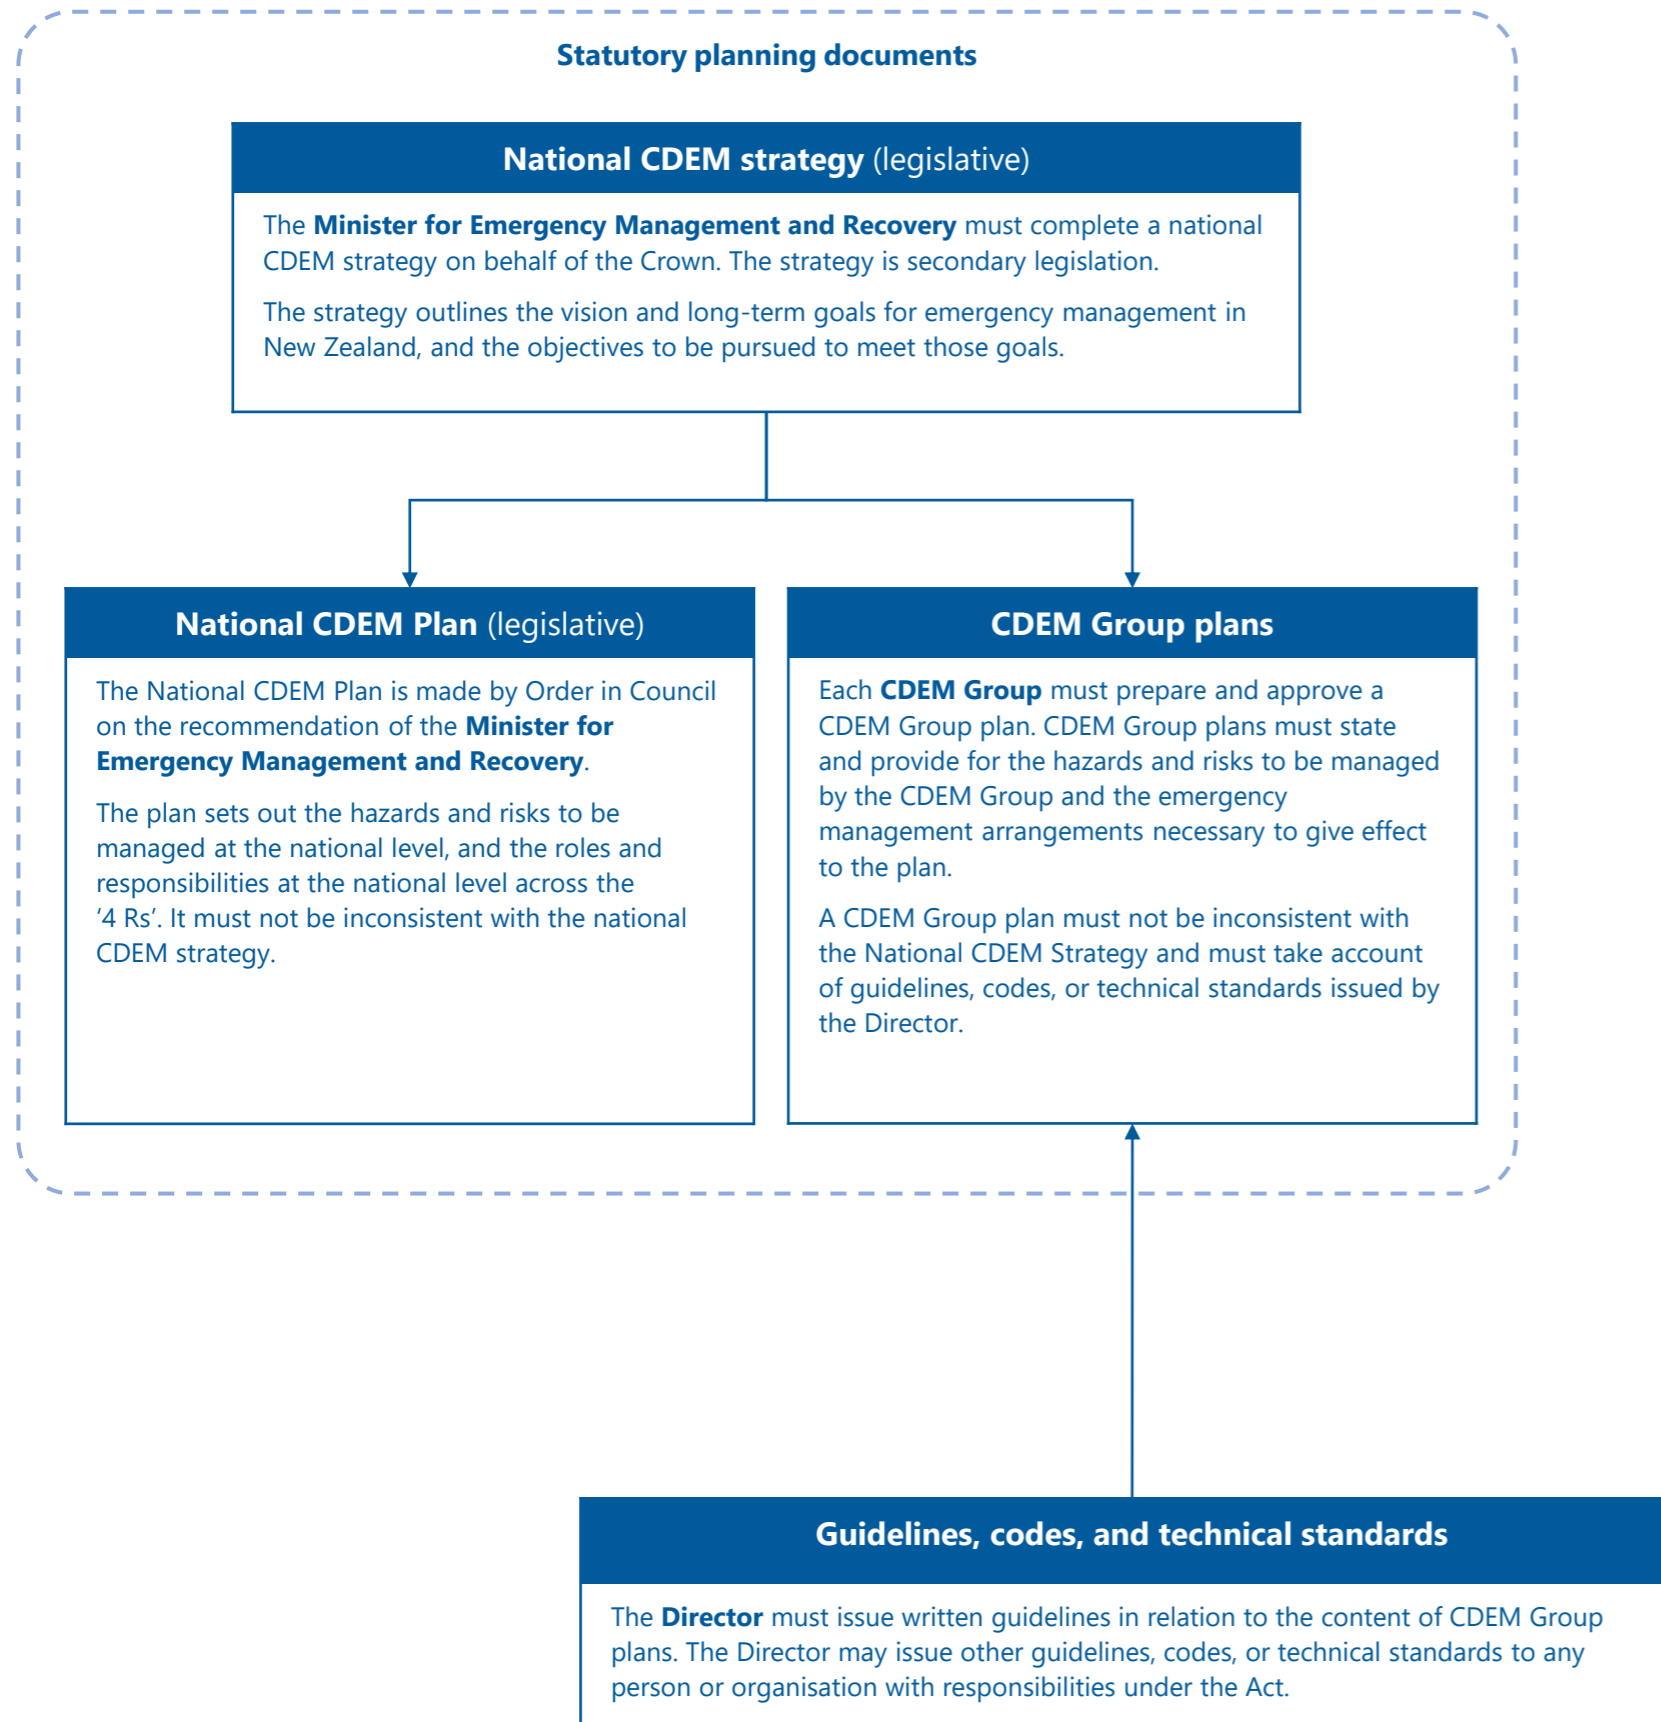 Statutory planning documents
National CDEM strategy (legislative)
The Minister for Emergency Management and Recovery must complete a national
CDEM strategy on behalf of the Crown. The strategy is secondary legislation.
The strategy outlines the vision and long-term goals for emergency management in
New Zealand, and the objectives to be pursued to meet those goals.
National CDEM Plan (legislative)
The National CDEM Plan is made by Order in Council
on the recommendation of the Minister for
Emergency Management and Recovery.
The plan sets out the hazards and risks to be
managed at the national level, and the roles and
responsibilities at the national level across the
‘4 Rs’. It must not be inconsistent with the national
CDEM strategy.
CDEM Group plans
Each CDEM Group must prepare and approve a
CDEM Group plan. CDEM Group plans must state
and provide for the hazards and risks to be managed
by the CDEM Group and the emergency
management arrangements necessary to give effect
to the plan.
A CDEM Group plan must not be inconsistent with
the National CDEM Strategy and must take account
of guidelines, codes, or technical standards issued by
the Director.
Guidelines, codes, and technical standards
The Director must issue written guidelines in relation to the content of CDEM Group
plans. The Director may issue other guidelines, codes, or technical standards to any
person or organisation with responsibilities under the Act.